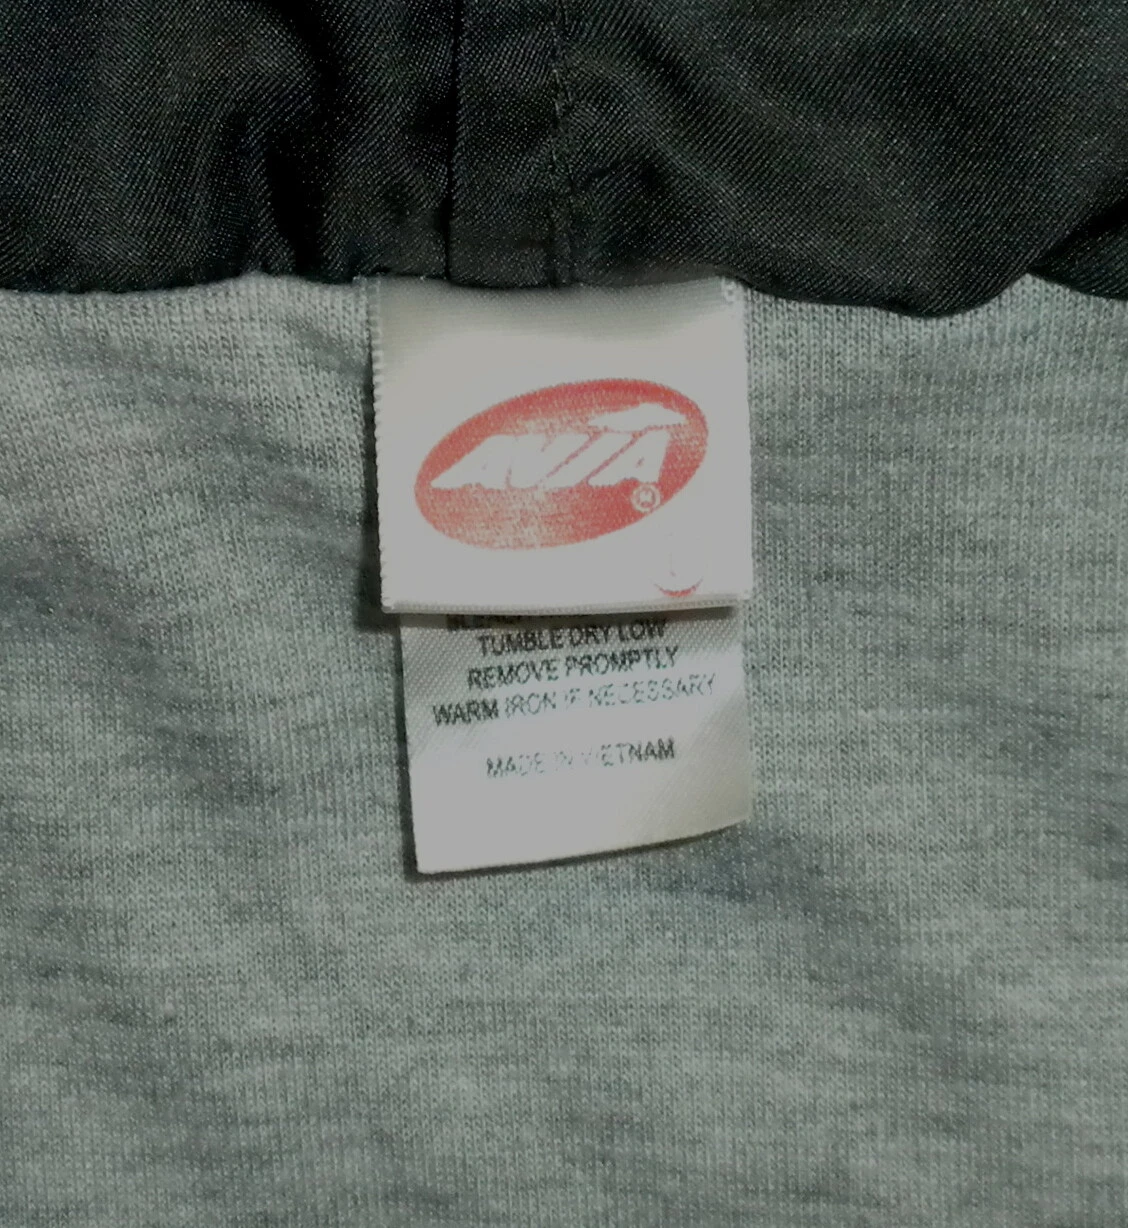 AVIA
®
TUMBLE DRY LOW
REMOVE PROMPTLY
WARM IRON IF NECESSARY
MADE IN VIETNAM